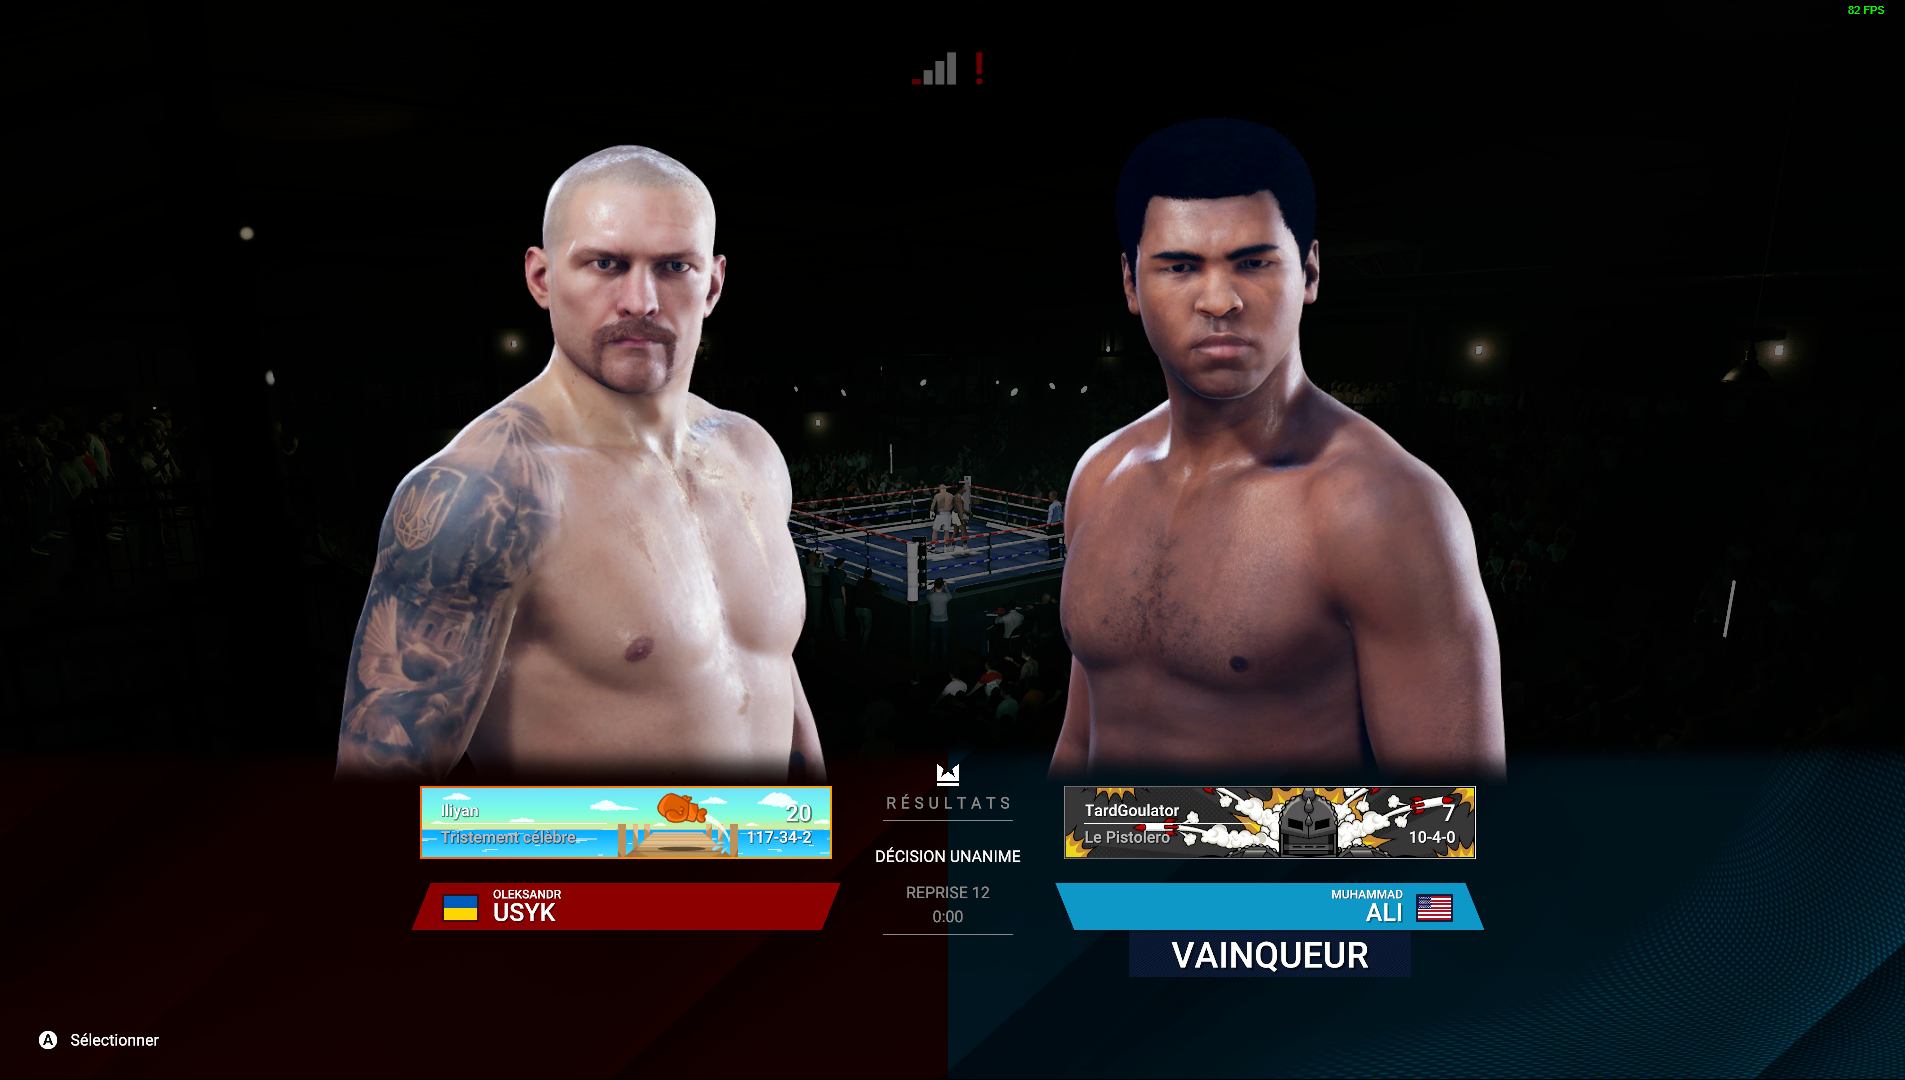 82 FPS
!
Iliyan
20
Tristement célèbre
117-34-2
RÉSULTATS
DÉCISION UNANIME
REPRISE 12
0:00
TardGoulator
7
Le Pistolero
10-4-0
OLEKSANDR
USYK
MUHAMMAD
ALI
VAINQUEUR
A Sélectionner